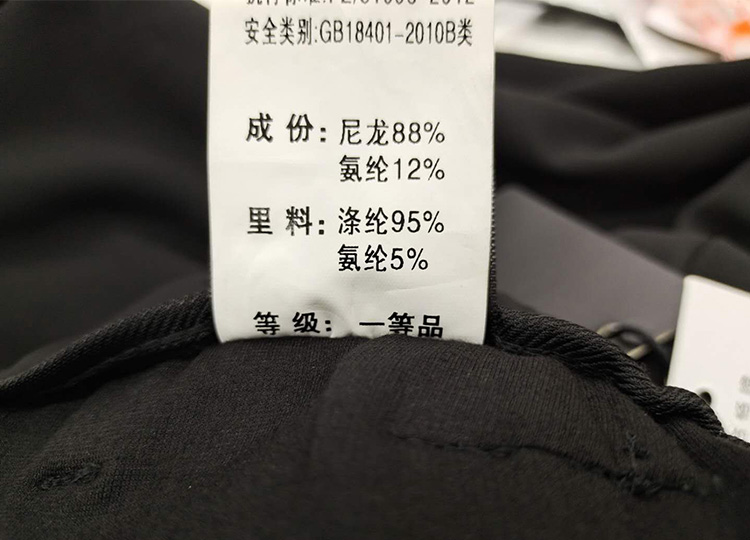 安全类别:GB18401-2010B类
成 份: 尼龙88%
氨纶12%
里 料: 涤纶95%
氨纶5%
等 级: 一等品